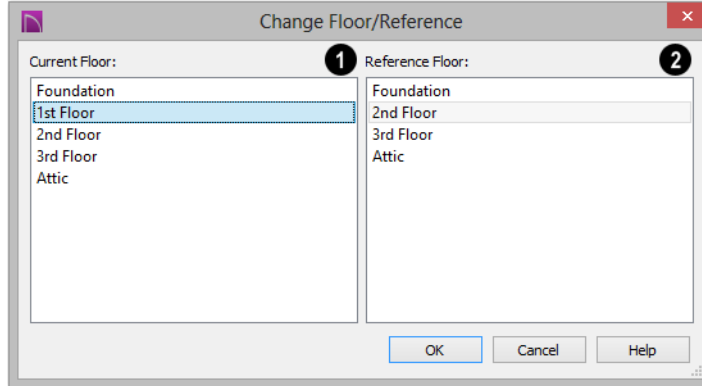 Change Floor/Reference
Current Floor:
1
Foundation
1st Floor
2nd Floor
3rd Floor
Attic
Reference Floor:
2
Foundation
2nd Floor
3rd Floor
Attic
OK
Cancel
Help